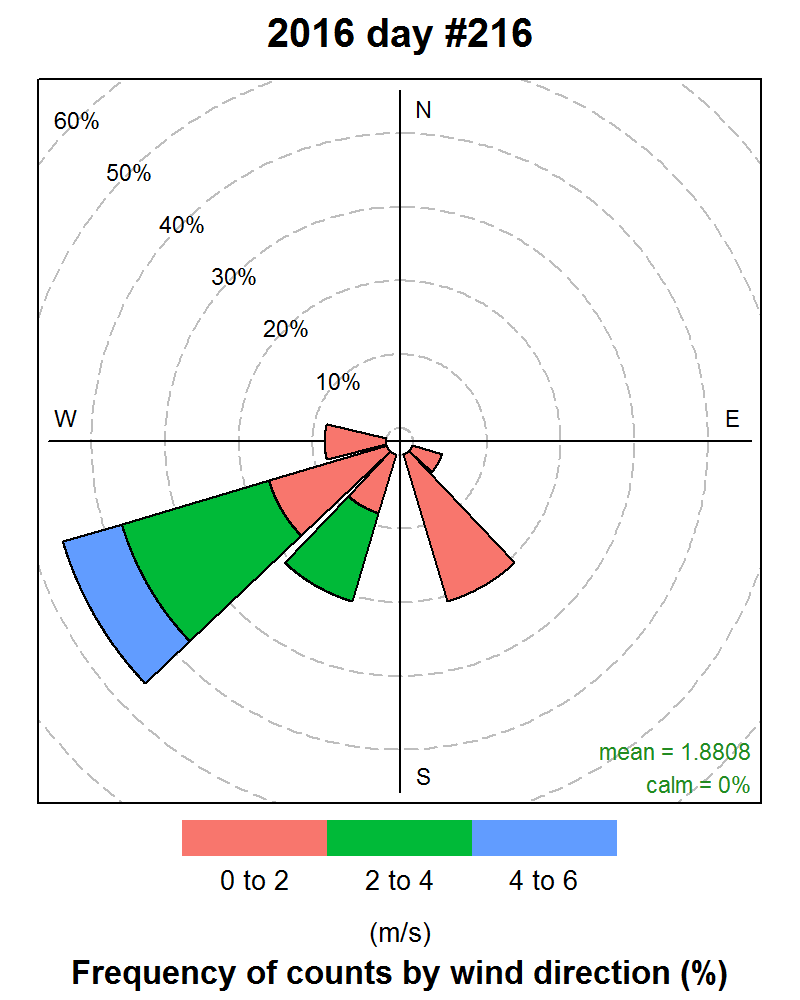 2016 day #216
N
60%
50%
40%
30%
20%
10%
W
E
mean = 1.8808
S
calm = 0%
0 to 2 2 to 4 4 to 6
(m/s)
Frequency of counts by wind direction (%)